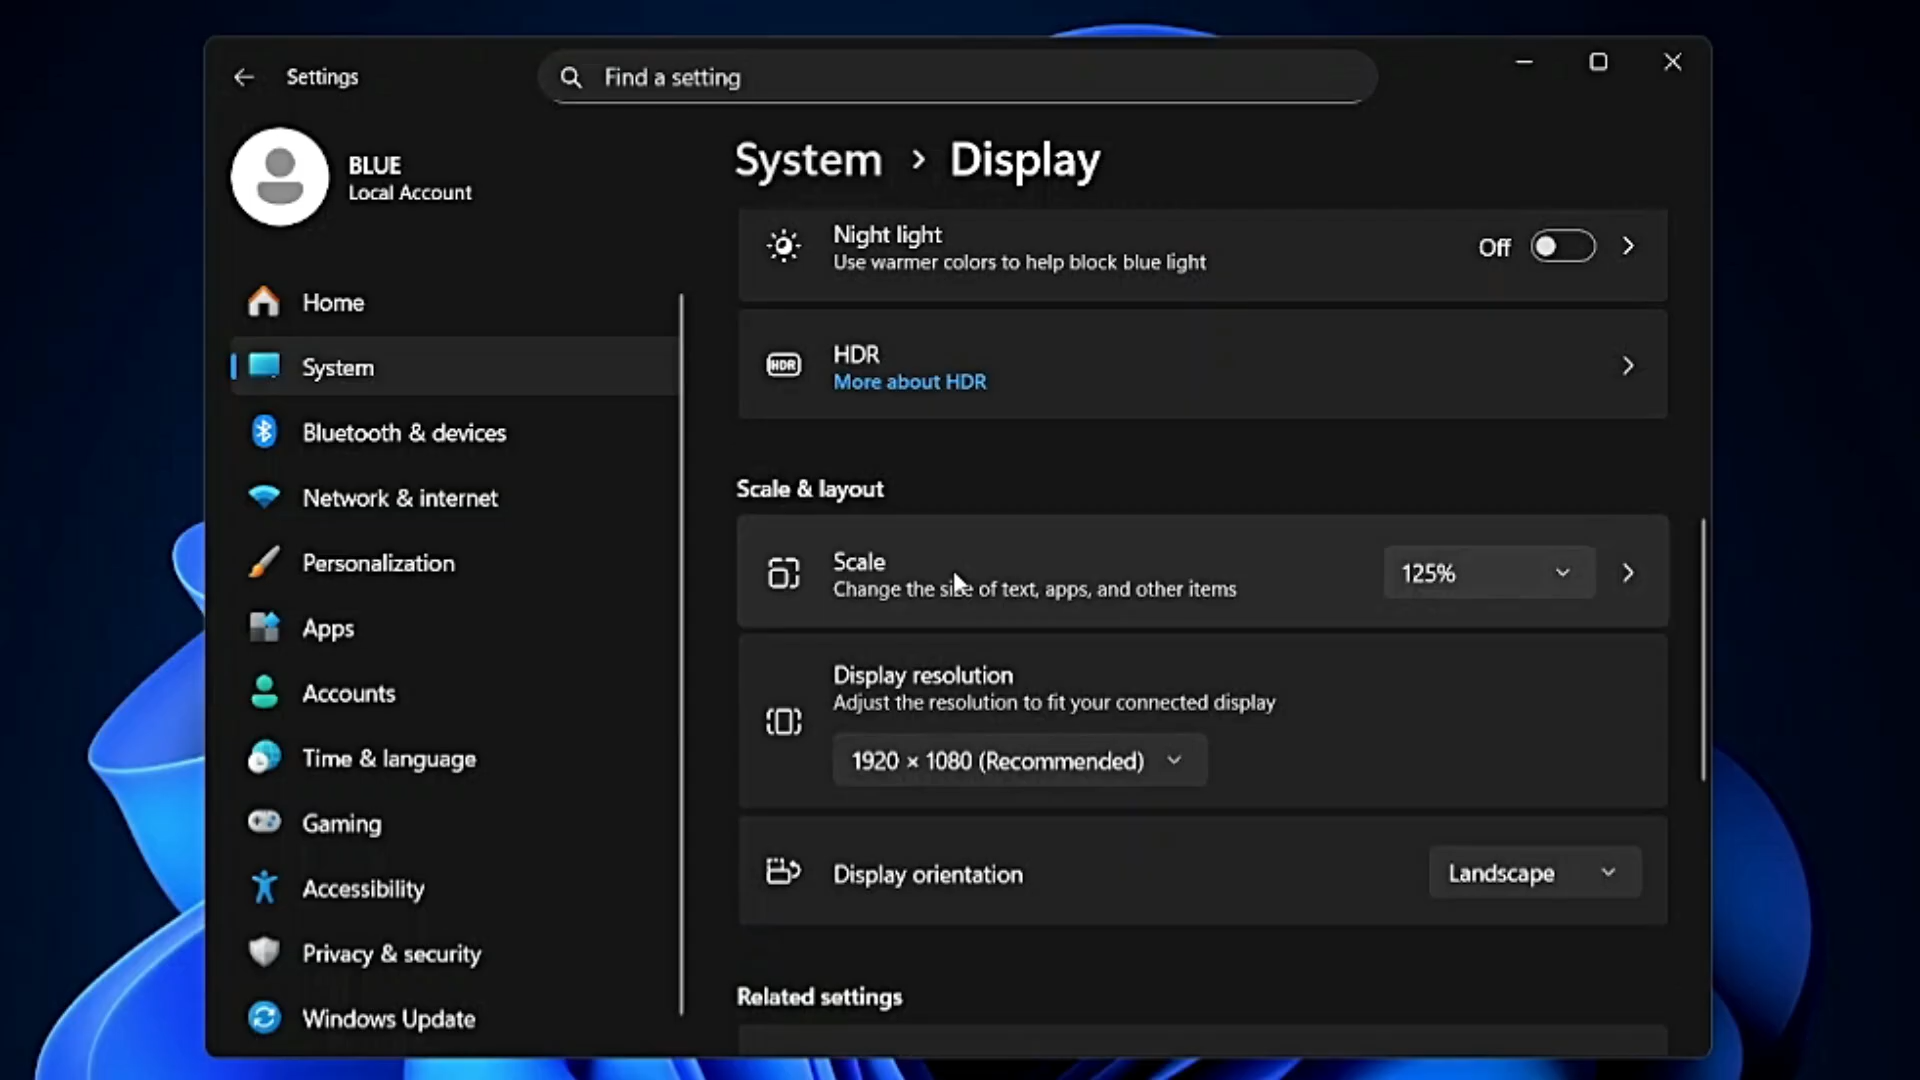 Settings
Find a setting
BLUE
Local Account
Home
System
Bluetooth & devices
Network & internet
Personalization
Apps
Accounts
Time & language
Gaming
Accessibility
Privacy & security
Windows Update
System > Display
Night light
Use warmer colors to help block blue light
Off
HDR
HDR
More about HDR
Scale & layout
Scale
Change the size of text, apps, and other items
125%
Display resolution
Adjust the resolution to fit your connected display
1920 × 1080 (Recommended)
Display orientation
Landscape
Related settings